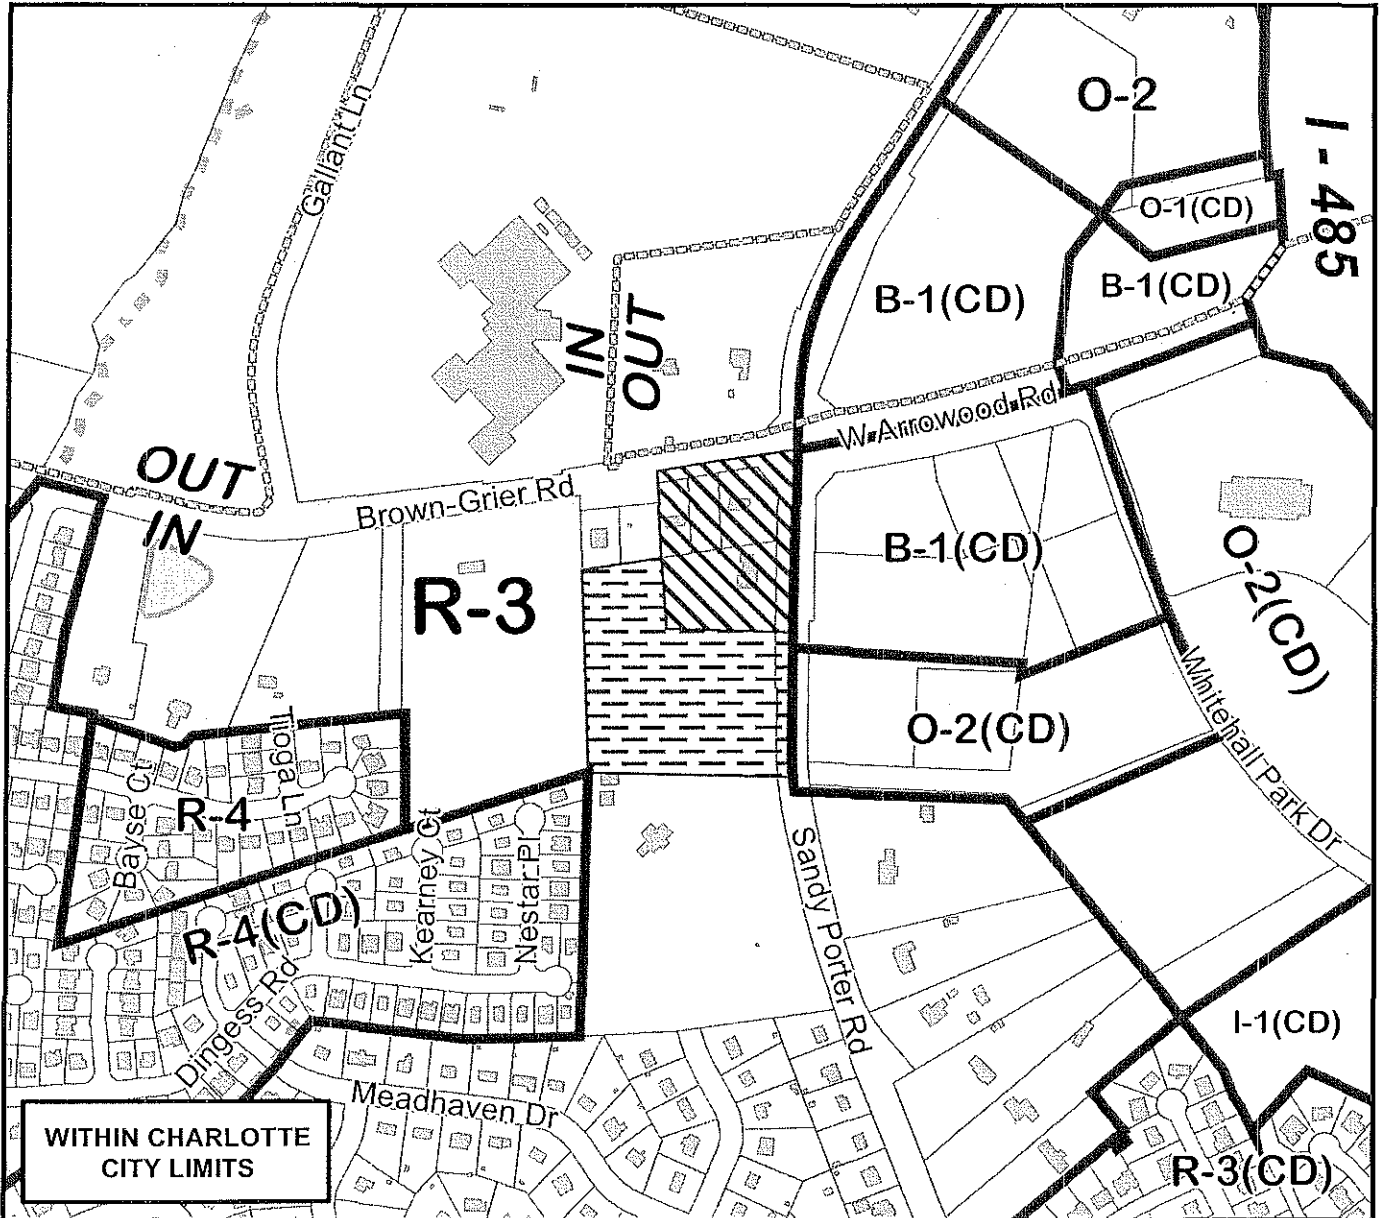 O-2
I - 485
Gallant Ln
O-1(CD)
B-1(CD)
B-1(CD)
IN
OUT
W Arrowood Rd
OUT
IN
Brown-Grier Rd
B-1(CD)
O-2(CD)
R-3
Whitehall Park Dr
O-2(CD)
Tilloga Ln
Bayse Ct
R-4
Kearney Ct
Nestar Pl
Sandy Porter Rd
R-4(CD)
Dingess Rd
I-1(CD)
Meadhaven Dr
WITHIN CHARLOTTE
CITY LIMITS
R-3(CD)